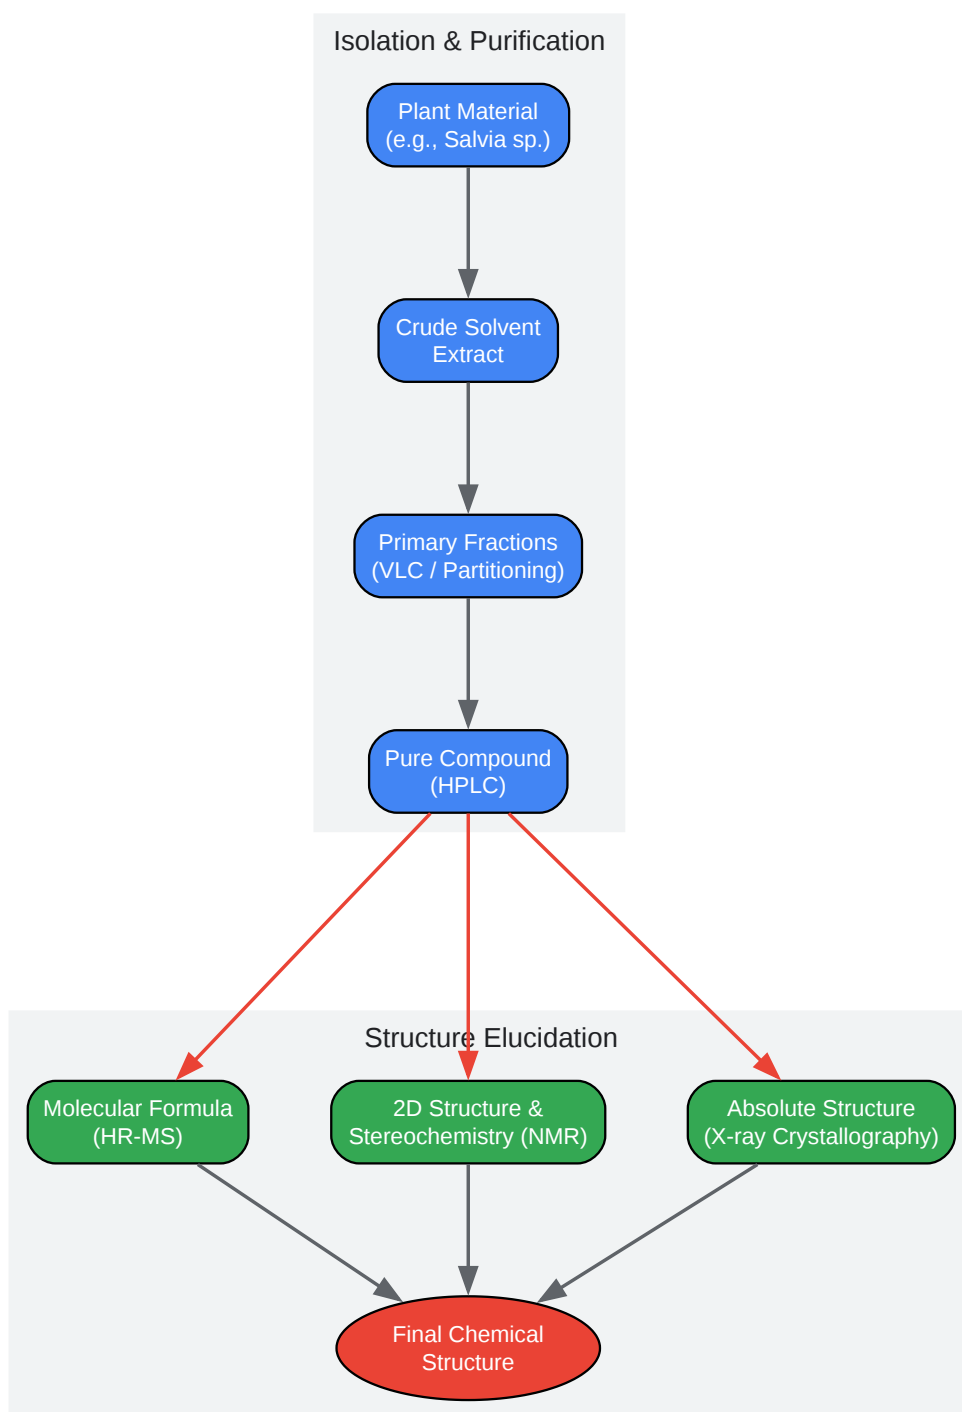 Isolation & Purification
Plant Material
(e.g., Salvia sp.)
Crude Solvent
Extract
Primary Fractions
(VLC / Partitioning)
Pure Compound
(HPLC)
Structure Elucidation
Molecular Formula
(HR-MS)
2D Structure &
Stereochemistry (NMR)
Absolute Structure
(X-ray Crystallography)
Final Chemical
Structure